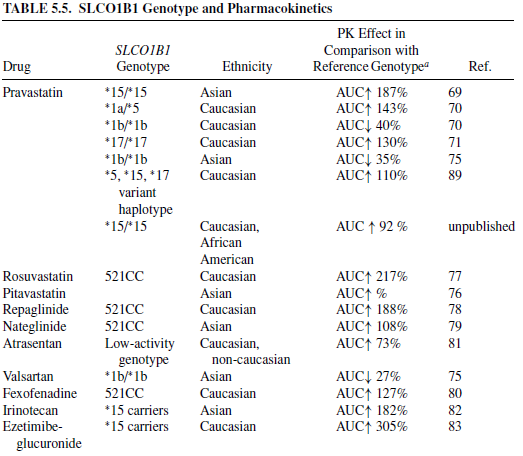 TABLE 5.5. SLCO1B1 Genotype and Pharmacokinetics
PK Effect in
SLCO1B1 Comparison with
Drug Genotype Ethnicity Reference Genotypeᵃ Ref.
Pravastatin *15/*15 Asian AUC↑ 187% 69
*1a/*5 Caucasian AUC↑ 143% 70
*1b/*1b Caucasian AUC↓ 40% 70
*17/*17 Caucasian AUC↑ 130% 71
*1b/*1b Asian AUC↓ 35% 75
*5, *15, *17 Caucasian AUC↑ 110% 89
variant
haplotype
*15/*15 Caucasian, AUC ↑ 92 % unpublished
African
American
Rosuvastatin 521CC Caucasian AUC↑ 217% 77
Pitavastatin Asian AUC↑ % 76
Repaglinide 521CC Caucasian AUC↑ 188% 78
Nateglinide 521CC Asian AUC↑ 108% 79
Atrasentan Low-activity Caucasian, AUC↑ 73% 81
genotype non-caucasian
Valsartan *1b/*1b Asian AUC↓ 27% 75
Fexofenadine 521CC Caucasian AUC↑ 127% 80
Irinotecan *15 carriers Asian AUC↑ 182% 82
Ezetimibe- *15 carriers Caucasian AUC↑ 305% 83
glucuronide